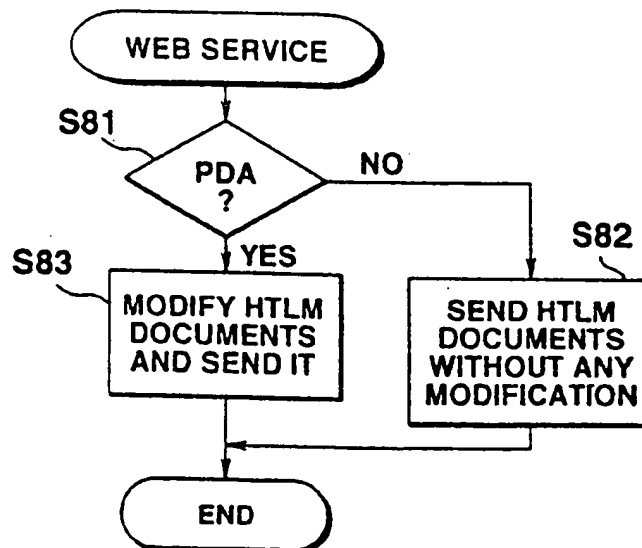 WEB SERVICE
S81
PDA
?
NO
YES
S82
S83
MODIFY HTLM
DOCUMENTS
AND SEND IT
SEND HTLM
DOCUMENTS
WITHOUT ANY
MODIFICATION
END